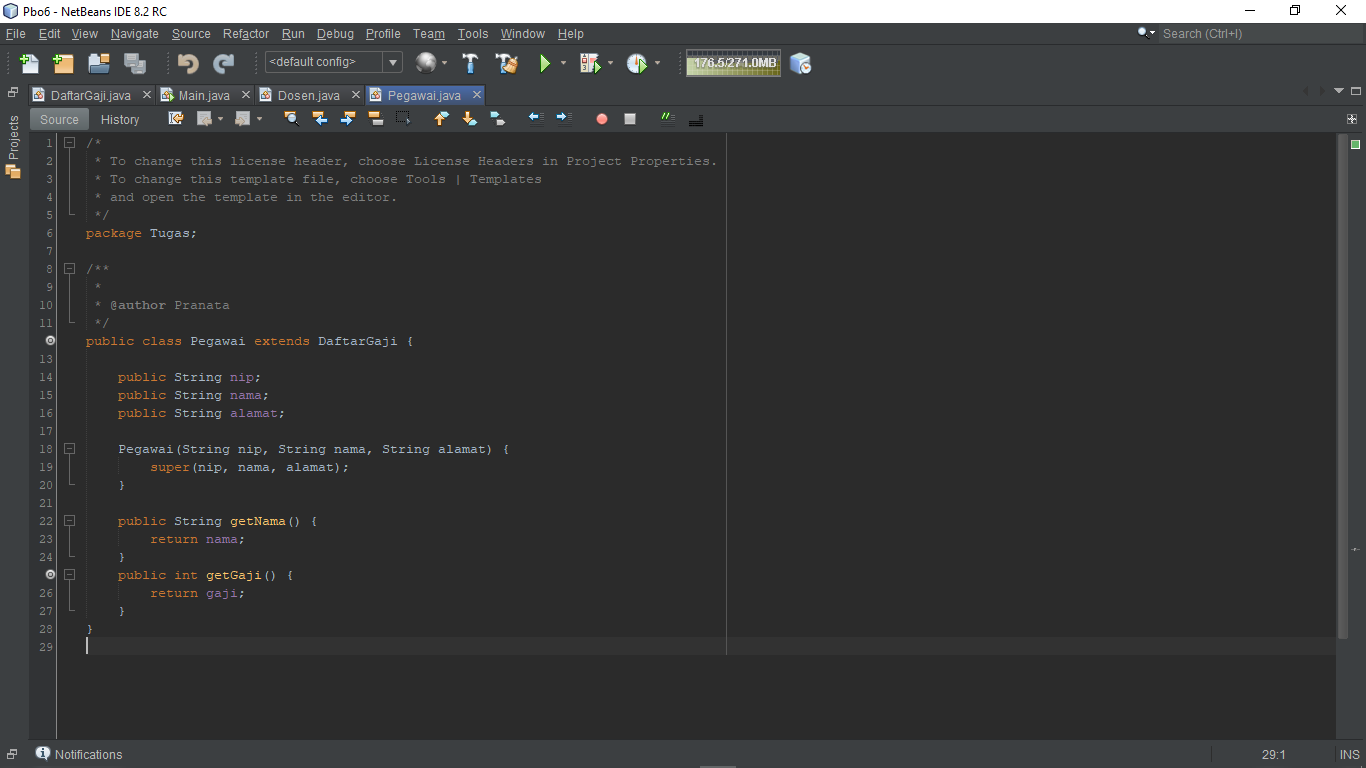 Pbo6 - NetBeans IDE 8.2 RC
File Edit View Navigate Source Refactor Run Debug Profile Team Tools Window Help
Search (Ctrl+I)
<default config>
176.5/271.0MB
DaftarGaji.java Main.java Dosen.java Pegawai.java
Projects
Source History
1 /*
2 * To change this license header, choose License Headers in Project Properties.
3 * To change this template file, choose Tools | Templates
4 * and open the template in the editor.
5 */
6 package Tugas;
7
8 /**
9 *
10 * @author Pranata
11 */
public class Pegawai extends DaftarGaji {
13
14 public String nip;
15 public String nama;
16 public String alamat;
17
18 Pegawai(String nip, String nama, String alamat) {
19 super(nip, nama, alamat);
20 }
21
22 public String getNama() {
23 return nama;
24 }
public int getGaji() {
26 return gaji;
27 }
28 }
29
Notifications
29:1 INS